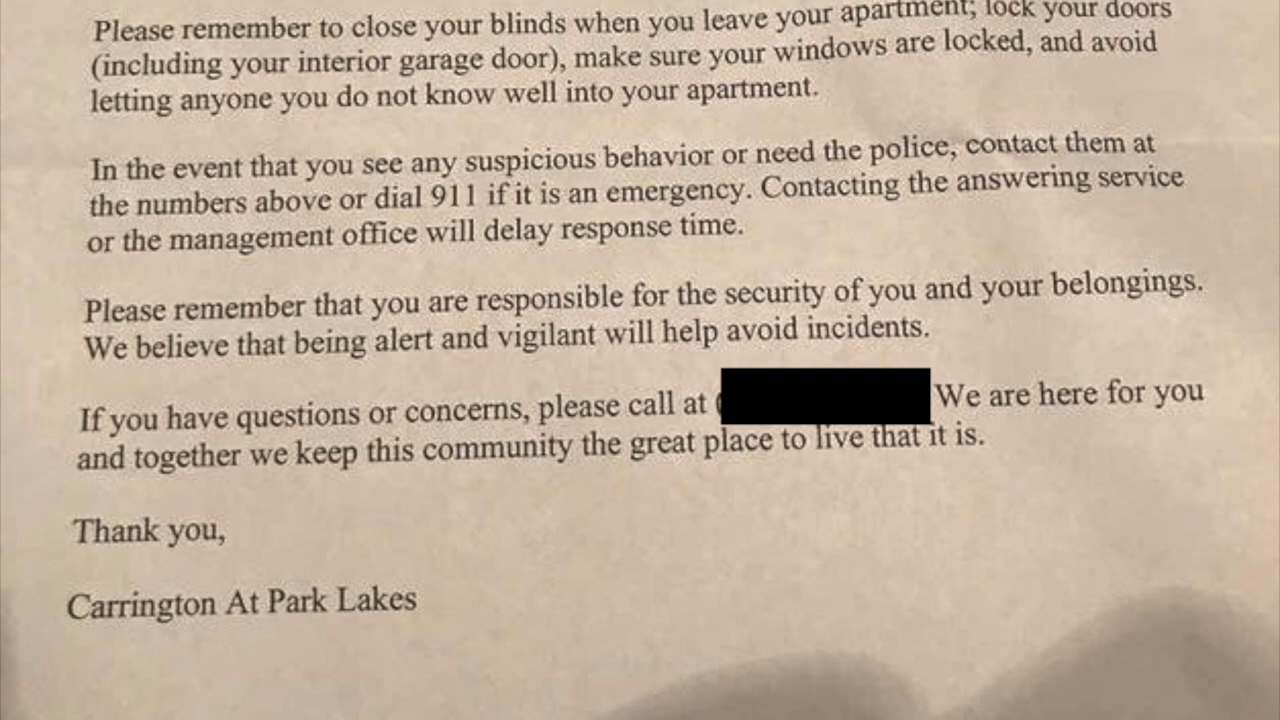 Please remember to close your blinds when you leave your apartment; lock your doors
(including your interior garage door), make sure your windows are locked, and avoid
letting anyone you do not know well into your apartment.
In the event that you see any suspicious behavior or need the police, contact them at
the numbers above or dial 911 if it is an emergency. Contacting the answering service
or the management office will delay response time.
Please remember that you are responsible for the security of you and your belongings.
We believe that being alert and vigilant will help avoid incidents.
If you have questions or concerns, please call at ( We are here for you
and together we keep this community the great place to live that it is.
Thank you,
Carrington At Park Lakes